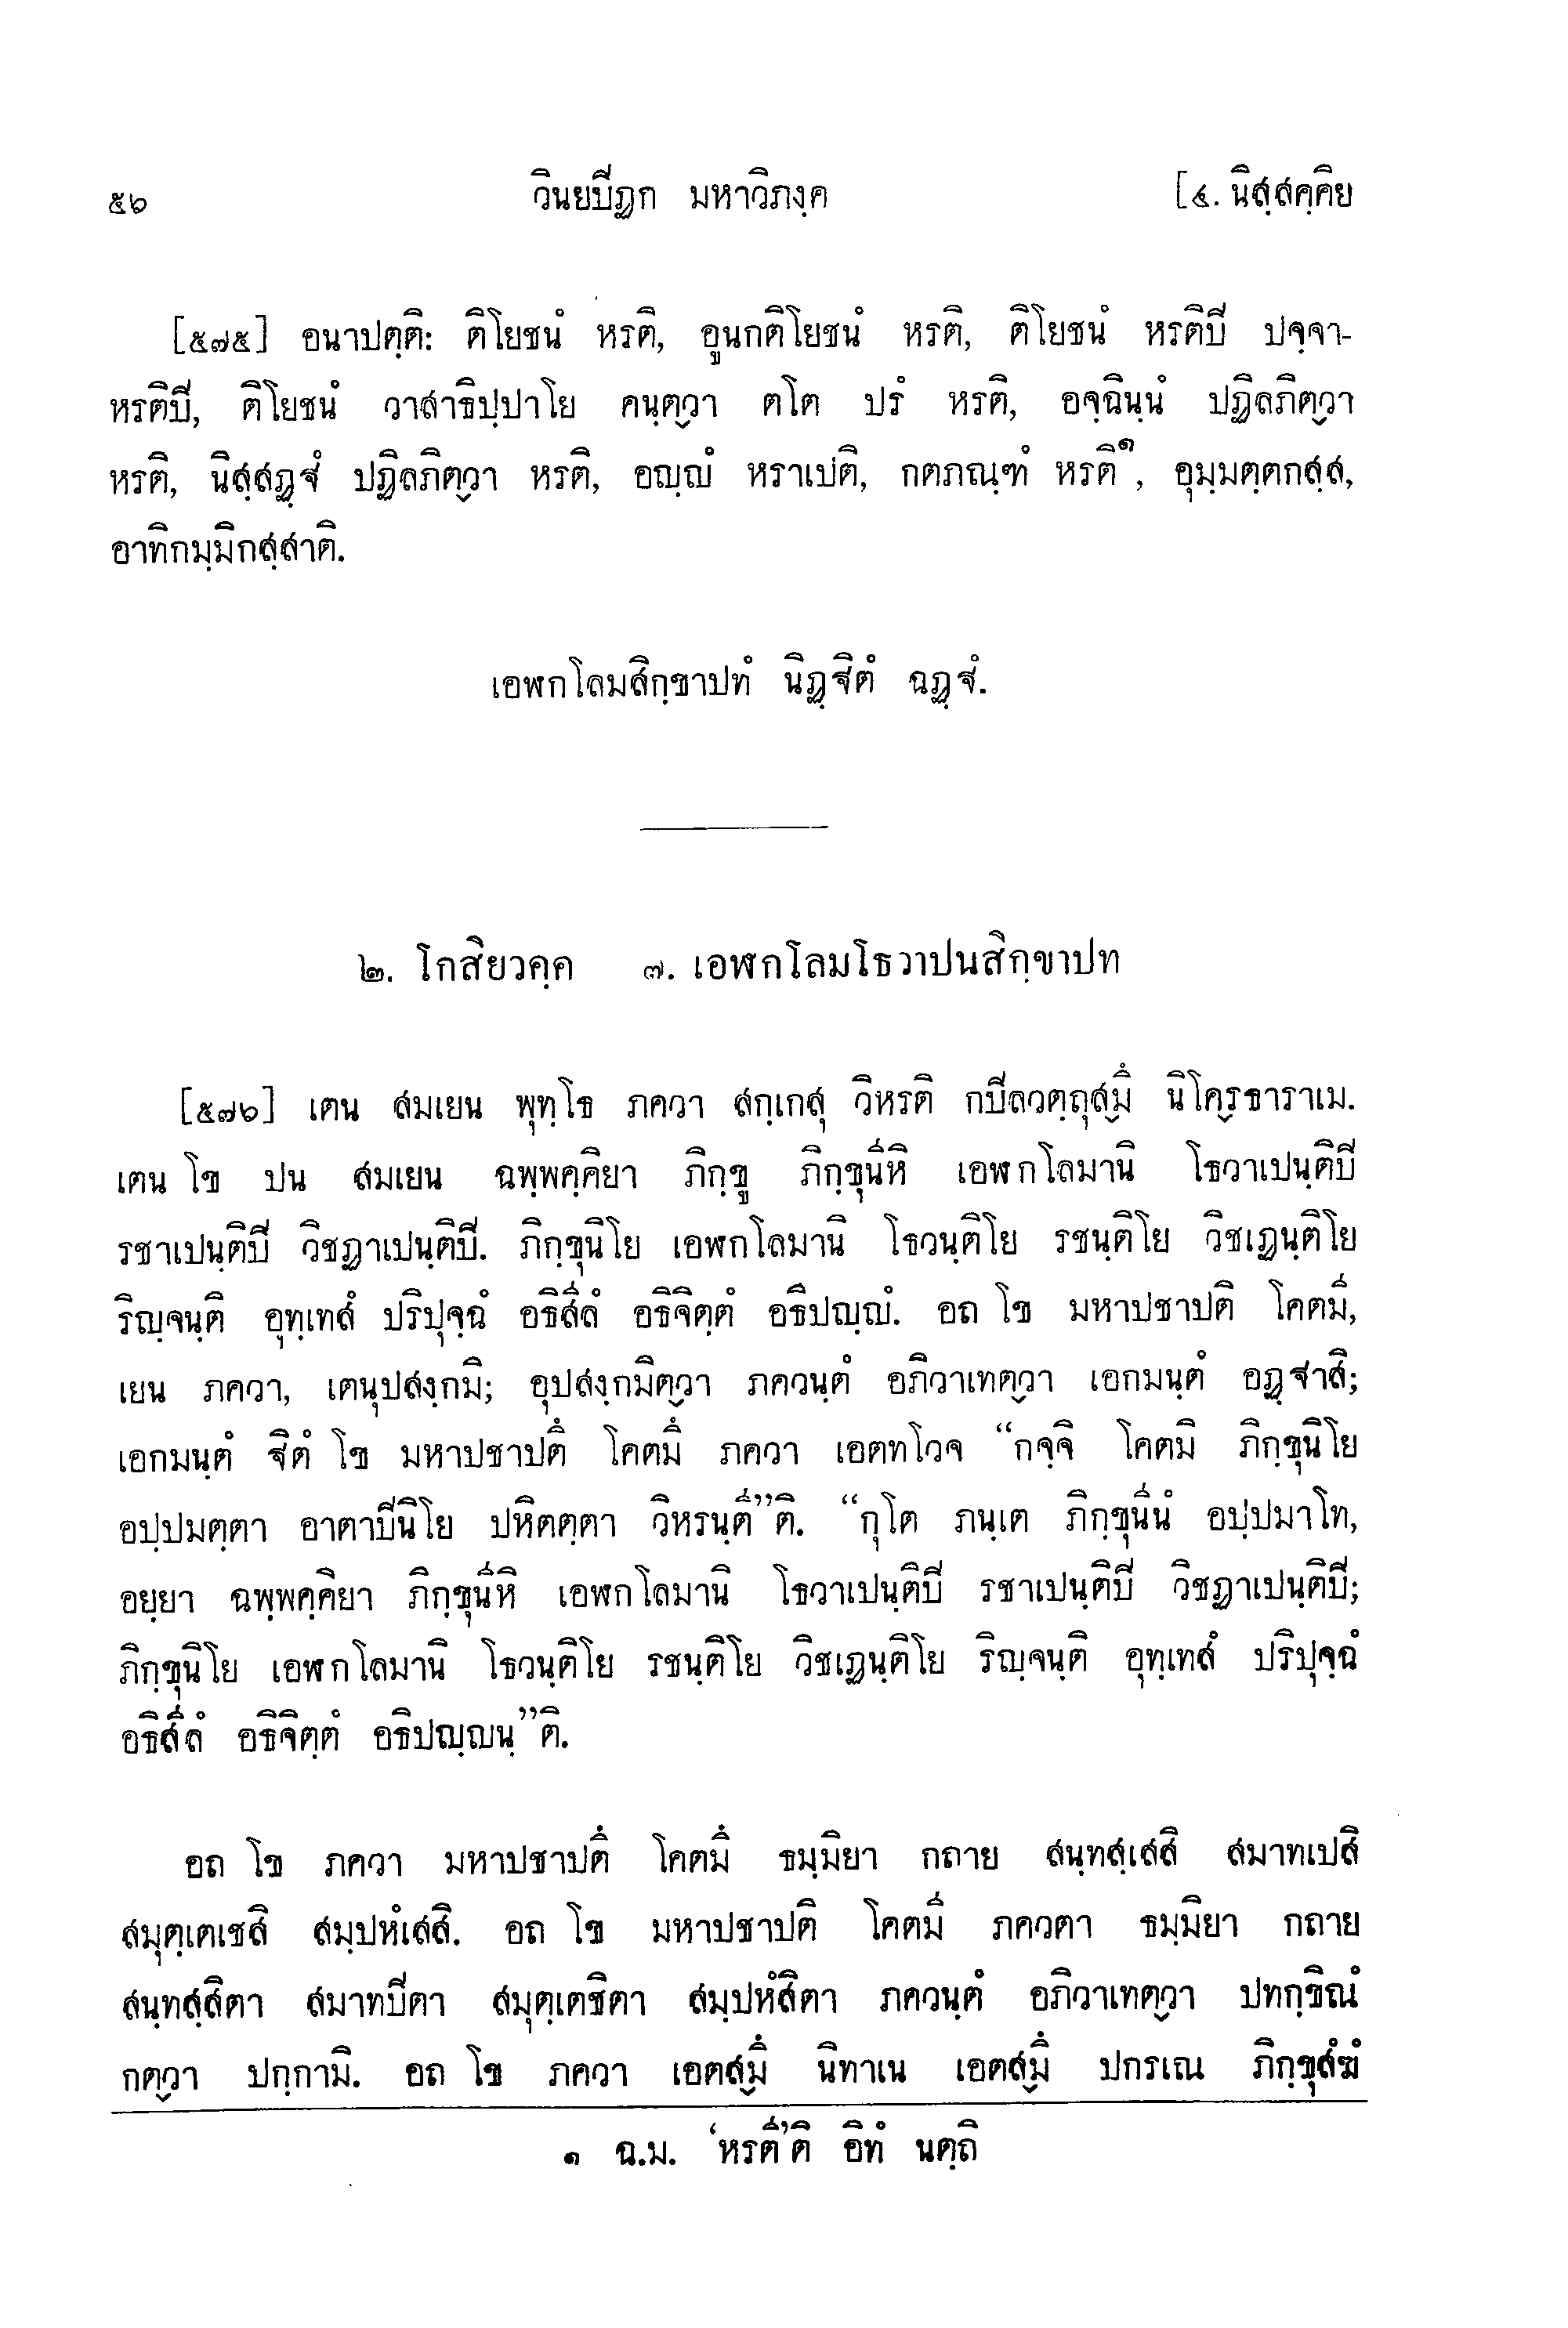 ๕๖ วินยปิฏก มหาวิภงฺค [๔. นิสฺสคฺคิย
[๕๗๕] อนาปตฺติ: ติโยชนํ หรติ, อูนกติโยชนํ หรติ, ติโยชนํ หรติปิ ปจฺจา-
หรติปิ, ติโยชนํ วาสาธิปฺปาโย คนฺตฺวา ตโต ปรํ หรติ, อจฺฉินฺนํ ปฏิลภิตฺวา
หรติ, นิสฺสฏฺฐํ ปฏิลภิตฺวา หรติ, อญฺญํ หราเปติ, กตภณฺฑํ หรติ๑, อุมฺมตฺตกสฺส,
อาทิกมฺมิกสฺสาติ.
เอฬกโลมสิกฺขาปทํ นิฏฺฐิตํ ฉฏฺฐํ.
๒. โกสิยวคฺค ๗. เอฬกโลมโธวาปนสิกฺขาปท
[๕๗๖] เตน สมเยน พุทฺโธ ภควา สกฺเกสุ วิหรติ กปิลวตฺถุสฺมึ นิโคฺรธาราเม.
เตน โข ปน สมเยน ฉพฺพคฺคิยา ภิกฺขู ภิกฺขุนีหิ เอฬกโลมานิ โธวาเปนฺติปิ
รชาเปนฺติปิ วิชฏาเปนฺติปิ. ภิกฺขุนิโย เอฬกโลมานิ โธวนฺติโย รชนฺติโย วิชเฏนฺติโย
ริญฺจนฺติ อุทฺเทสํ ปริปุจฺฉํ อธิสีลํ อธิจิตฺตํ อธิปญฺญํ. อถ โข มหาปชาปติ โคตมี,
เยน ภควา, เตนุปสงฺกมิ; อุปสงฺกมิตฺวา ภควนฺตํ อภิวาเทตฺวา เอกมนฺตํ อฏฺฐาสิ;
เอกมนฺตํ ฐิตํ โข มหาปชาปตึ โคตมึ ภควา เอตทโวจ “กจฺจิ โคตมิ ภิกฺขุนิโย
อปฺปมตฺตา อาตาปินิโย ปหิตตฺตา วิหรนฺตี”ติ. “กุโต ภนฺเต ภิกฺขุนีนํ อปฺปมาโท,
อยฺยา ฉพฺพคฺคิยา ภิกฺขุนีหิ เอฬกโลมานิ โธวาเปนฺติปิ รชาเปนฺติปิ วิชฏาเปนฺติปิ;
ภิกฺขุนิโย เอฬกโลมานิ โธวนฺติโย รชนฺติโย วิชเฏนฺติโย ริญฺจนฺติ อุทฺเทสํ ปริปุจฺฉํ
อธิสีลํ อธิจิตฺตํ อธิปญฺญนฺ”ติ.
อถ โข ภควา มหาปชาปตึ โคตมึ ธมฺมิยา กถาย สนฺทสฺเสสิ สมาทเปสิ
สมุตฺเตเชสิ สมฺปหํเสสิ. อถ โข มหาปชาปติ โคตมี ภควตา ธมฺมิยา กถาย
สนฺทสฺสิตา สมาทปิตา สมุตฺเตชิตา สมฺปหํสิตา ภควนฺตํ อภิวาเทตฺวา ปทกฺขิณํ
กตฺวา ปกฺกามิ. อถ โข ภควา เอตสฺมึ นิทาเน เอตสฺมึ ปกรเณ ภิกฺขุสํฆํ
๑ ฉ.ม. ‘หรตี’ติ อิทํ นตฺถิ